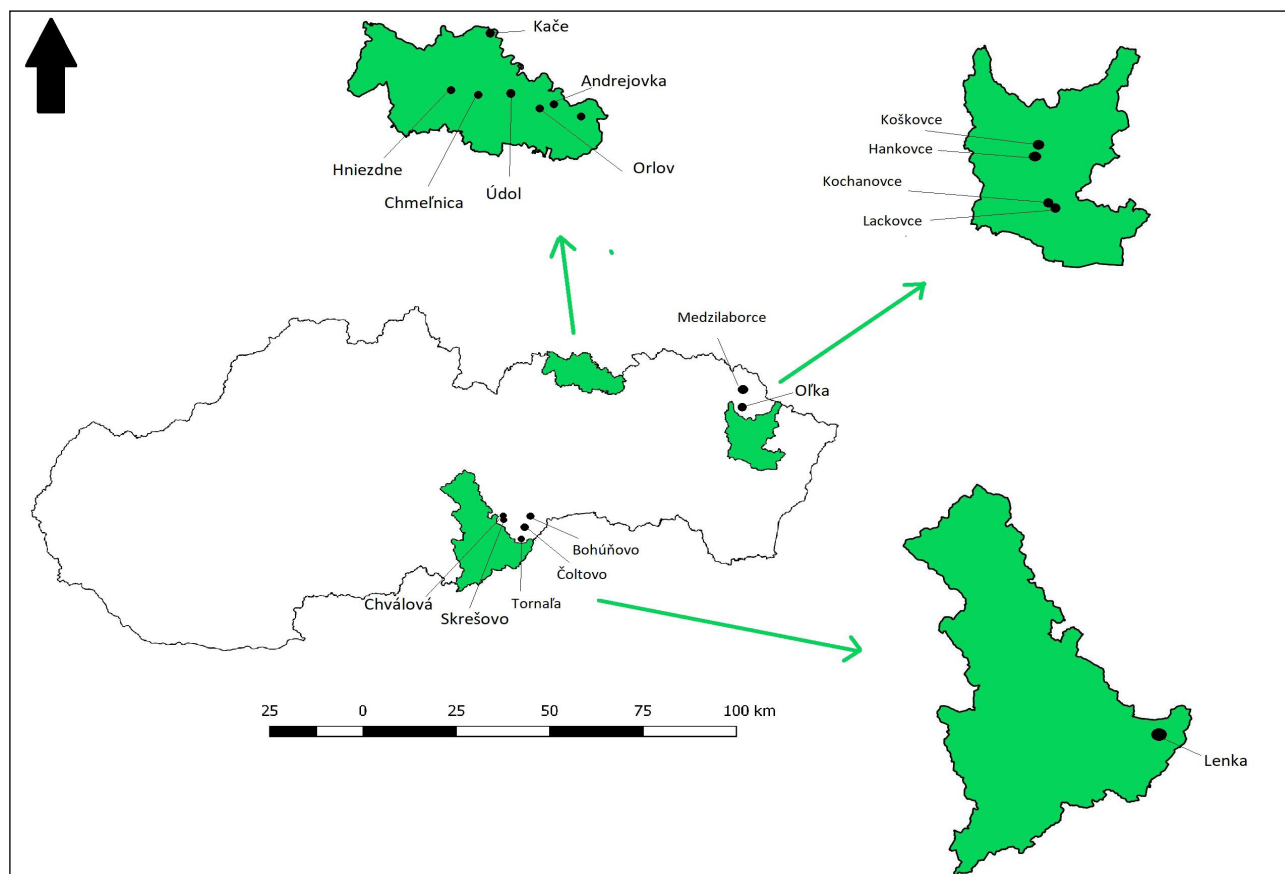 Kače
Andrejovka
Hniezdne
Orlov
Chmeľnica
Údol
Koškovce
Hankovce
Kochanovce
Lackovce
Medzilaborce
Oľka
Bohúňovo
Čoltovo
Chválová
Tornaľa
Skrešovo
25 0 25 50 75 100 km
Lenka